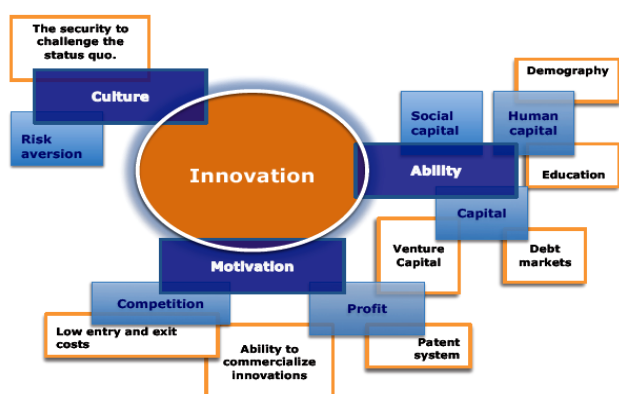 The security to
challenge the
status quo.
Culture
Risk
aversion
Innovation
Demography
Social
capital
Human
capital
Ability
Education
Capital
Venture
Capital
Debt
markets
Motivation
Competition
Profit
Low entry and exit
costs
Ability to
commercialize
innovations
Patent
system